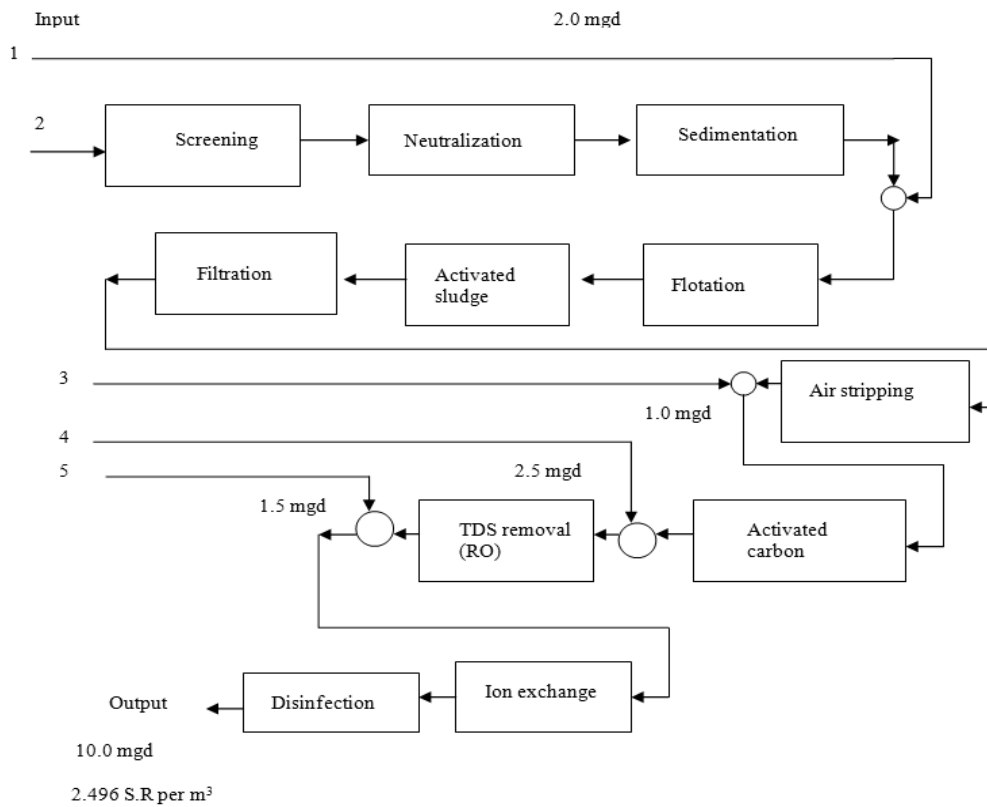 Input
2.0 mgd
1
2
Screening
Neutralization
Sedimentation
Filtration
Activated
sludge
Flotation
3
Air stripping
1.0 mgd
4
5
2.5 mgd
1.5 mgd
TDS removal
(RO)
Activated
carbon
Output
Disinfection
Ion exchange
10.0 mgd
2.496 S.R per m³